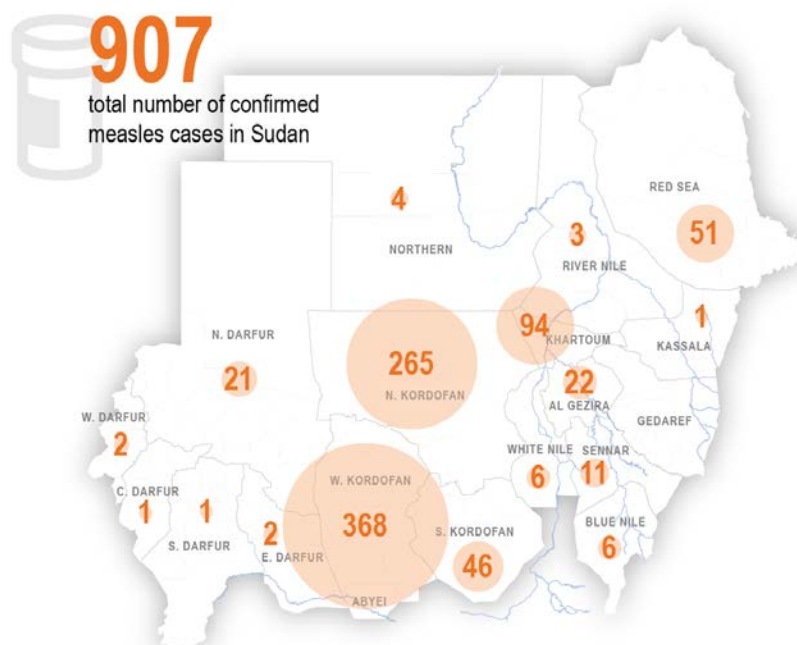 907
total number of confirmed
measles cases in Sudan
RED SEA
4
51
3
NORTHERN
RIVER NILE
1
94
N. DARFUR
KHARTOUM
KASSALA
265
21
22
N. KORDOFAN
AL GEZIRA
W. DARFUR
GEDAREF
2
WHITE NILE
SENNAR
6
11
W. KORDOFAN
C. DARFUR
1
1
368
S. KORDOFAN
BLUE NILE
2
S. DARFUR
6
E. DARFUR
46
ABYEI